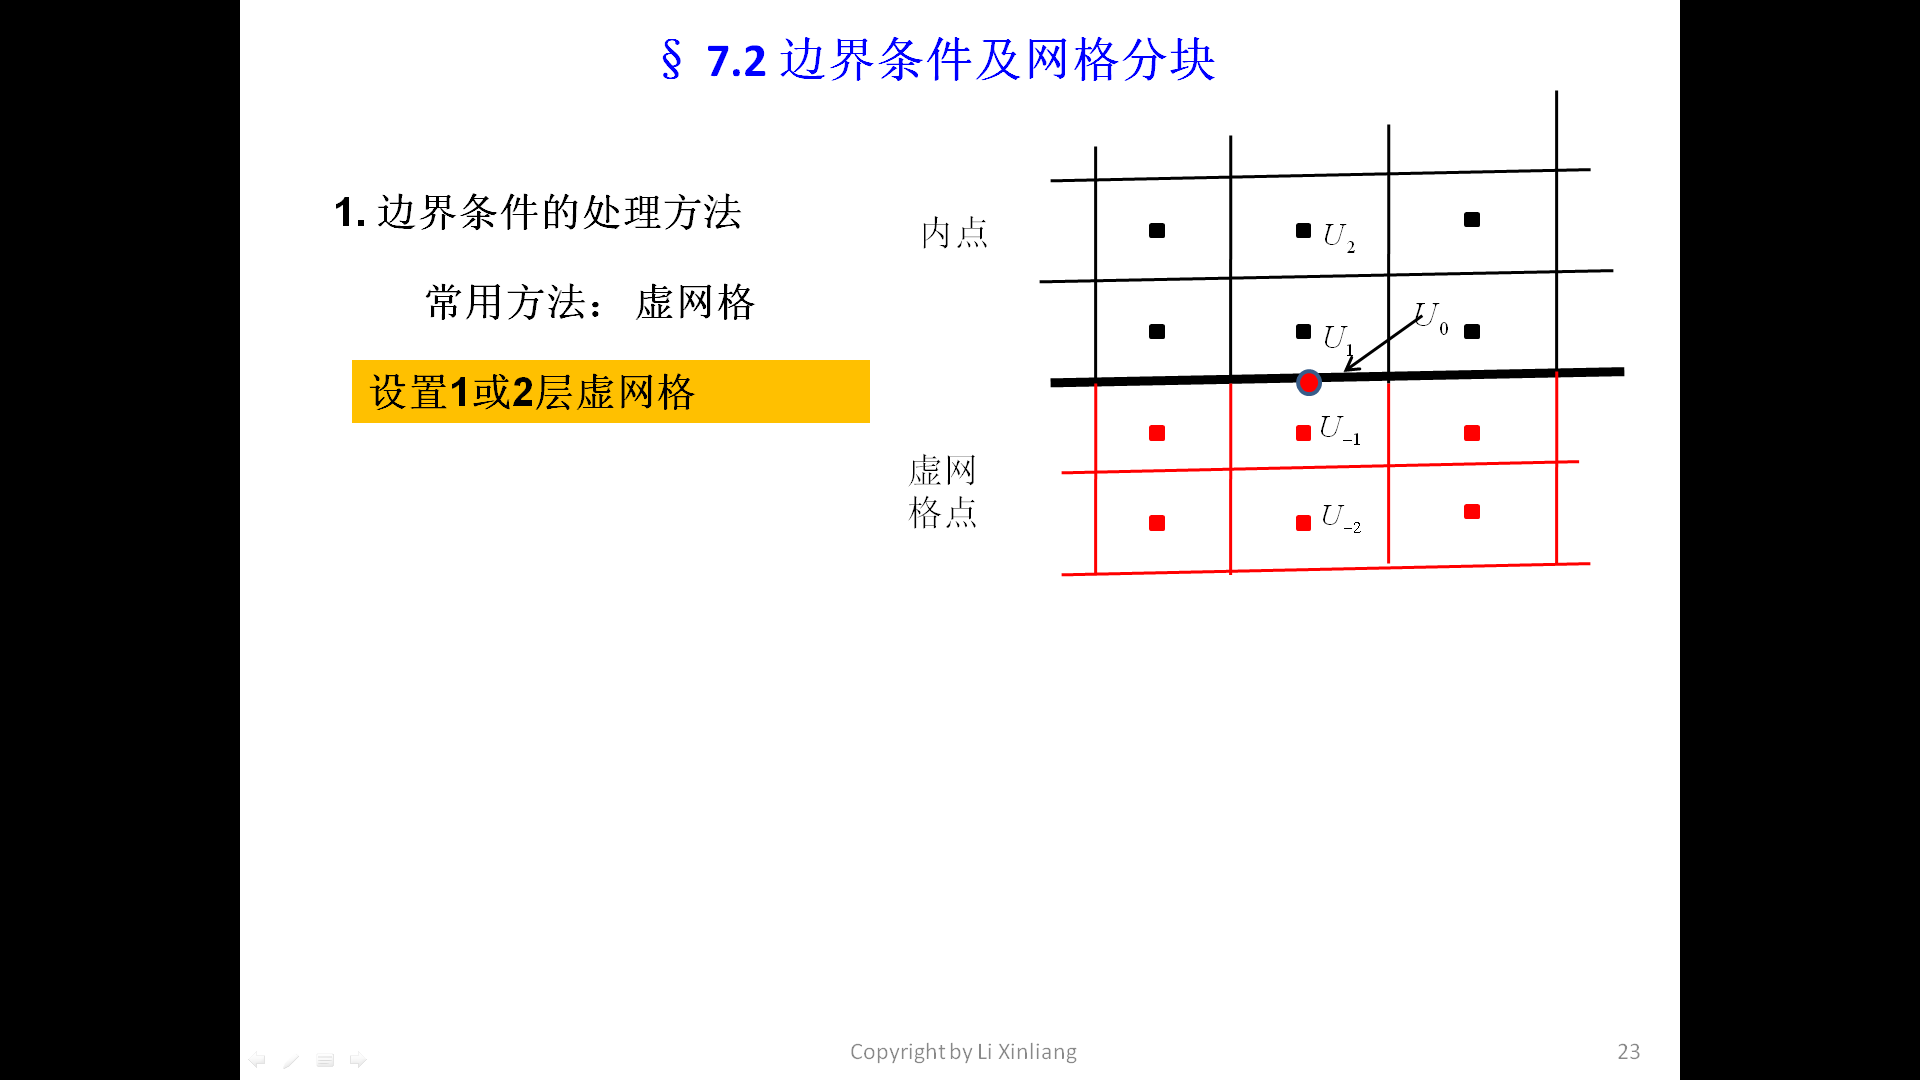 § 7.2 边界条件及网格分块
1. 边界条件的处理方法
常用方法： 虚网格
设置1或2层虚网格
内点
U2
U0
U1
U−1
虚网
格点
U−2
Copyright by Li Xinliang
23